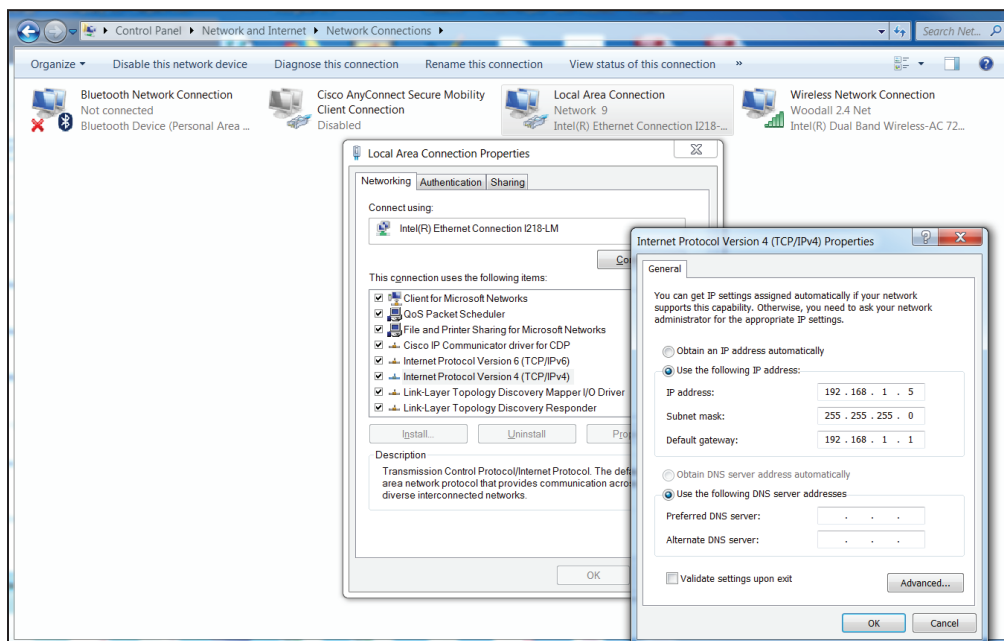 Control Panel ▸ Network and Internet ▸ Network Connections ▸
Search Net...
Organize ▾ Disable this network device Diagnose this connection Rename this connection View status of this connection »
Bluetooth Network Connection
Not connected
Bluetooth Device (Personal Area ...
Cisco AnyConnect Secure Mobility
Client Connection
Disabled
Local Area Connection
Network 9
Intel(R) Ethernet Connection I218-...
Wireless Network Connection
Woodall 2.4 Net
Intel(R) Dual Band Wireless-AC 72...
Local Area Connection Properties
Networking Authentication Sharing
Connect using:
Intel(R) Ethernet Connection I218-LM
Co
This connection uses the following items:
Client for Microsoft Networks
QoS Packet Scheduler
File and Printer Sharing for Microsoft Networks
Cisco IP Communicator driver for CDP
Internet Protocol Version 6 (TCP/IPv6)
Internet Protocol Version 4 (TCP/IPv4)
Link-Layer Topology Discovery Mapper I/O Driver
Link-Layer Topology Discovery Responder
Install... Uninstall Prop
Description
Transmission Control Protocol/Internet Protocol. The defa
area network protocol that provides communication acros
diverse interconnected networks.
OK
Internet Protocol Version 4 (TCP/IPv4) Properties
General
You can get IP settings assigned automatically if your network
supports this capability. Otherwise, you need to ask your network
administrator for the appropriate IP settings.
Obtain an IP address automatically
Use the following IP address:
IP address: 192 . 168 . 1 . 5
Subnet mask: 255 . 255 . 255 . 0
Default gateway: 192 . 168 . 1 . 1
Obtain DNS server address automatically
Use the following DNS server addresses
Preferred DNS server: . . .
Alternate DNS server: . . .
Validate settings upon exit
Advanced...
OK Cancel